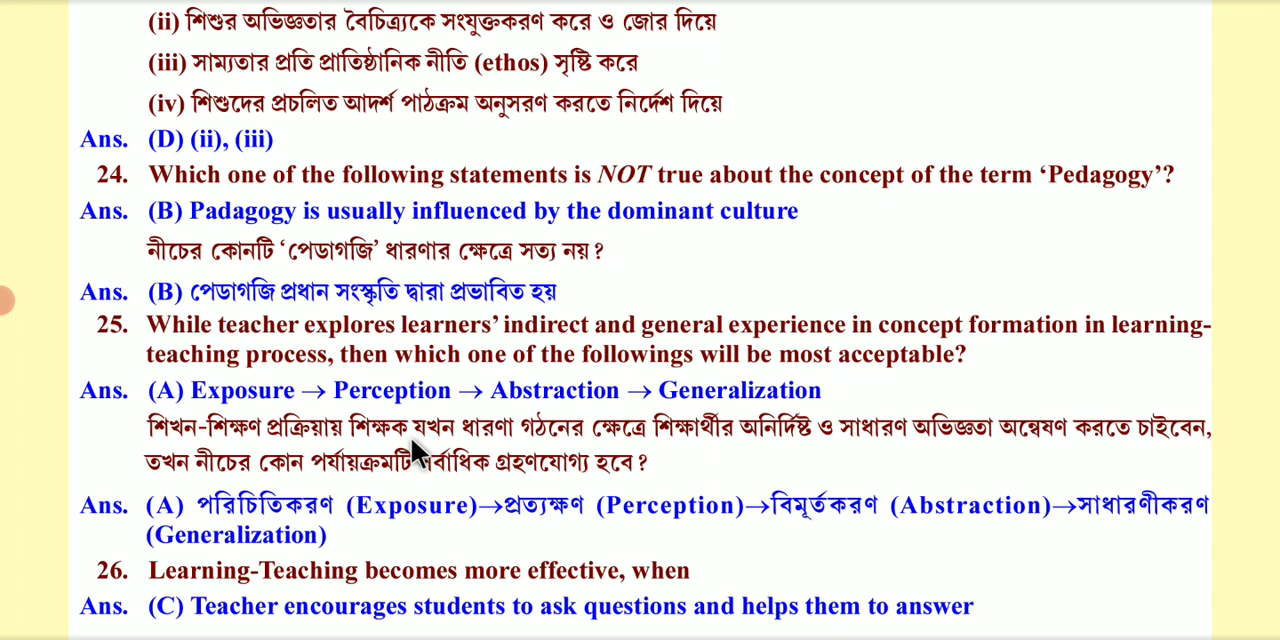 (ii) শিশুর অভিজ্ঞতার বৈচিত্র্যকে সংযুক্তকরণ করে ও জোর দিয়ে
(iii) সাম্যতার প্রতি প্রাতিষ্ঠানিক নীতি (ethos) সৃষ্টি করে
(iv) শিশুদের প্রচলিত আদর্শ পাঠক্রম অনুসরণ করতে নির্দেশ দিয়ে
Ans. (D) (ii), (iii)
24. Which one of the following statements is NOT true about the concept of the term ‘Pedagogy’?
Ans. (B) Padagogy is usually influenced by the dominant culture
নীচের কোনটি ‘পেডাগজি’ ধারণার ক্ষেত্রে সত্য নয় ?
Ans. (B) পেডাগজি প্রধান সংস্কৃতি দ্বারা প্রভাবিত হয়
25. While teacher explores learners’ indirect and general experience in concept formation in learning-
teaching process, then which one of the followings will be most acceptable?
Ans. (A) Exposure → Perception → Abstraction → Generalization
শিখন-শিক্ষণ প্রক্রিয়ায় শিক্ষক যখন ধারণা গঠনের ক্ষেত্রে শিক্ষার্থীর অনির্দিষ্ট ও সাধারণ অভিজ্ঞতা অন্বেষণ করতে চাইবেন,
তখন নীচের কোন পর্যায়ক্রমটি সর্বাধিক গ্রহণযোগ্য হবে ?
Ans. (A) পরিচিতিকরণ (Exposure)→প্রত্যক্ষণ (Perception)→বিমূর্তকরণ (Abstraction)→সাধারণীকরণ
(Generalization)
26. Learning-Teaching becomes more effective, when
Ans. (C) Teacher encourages students to ask questions and helps them to answer